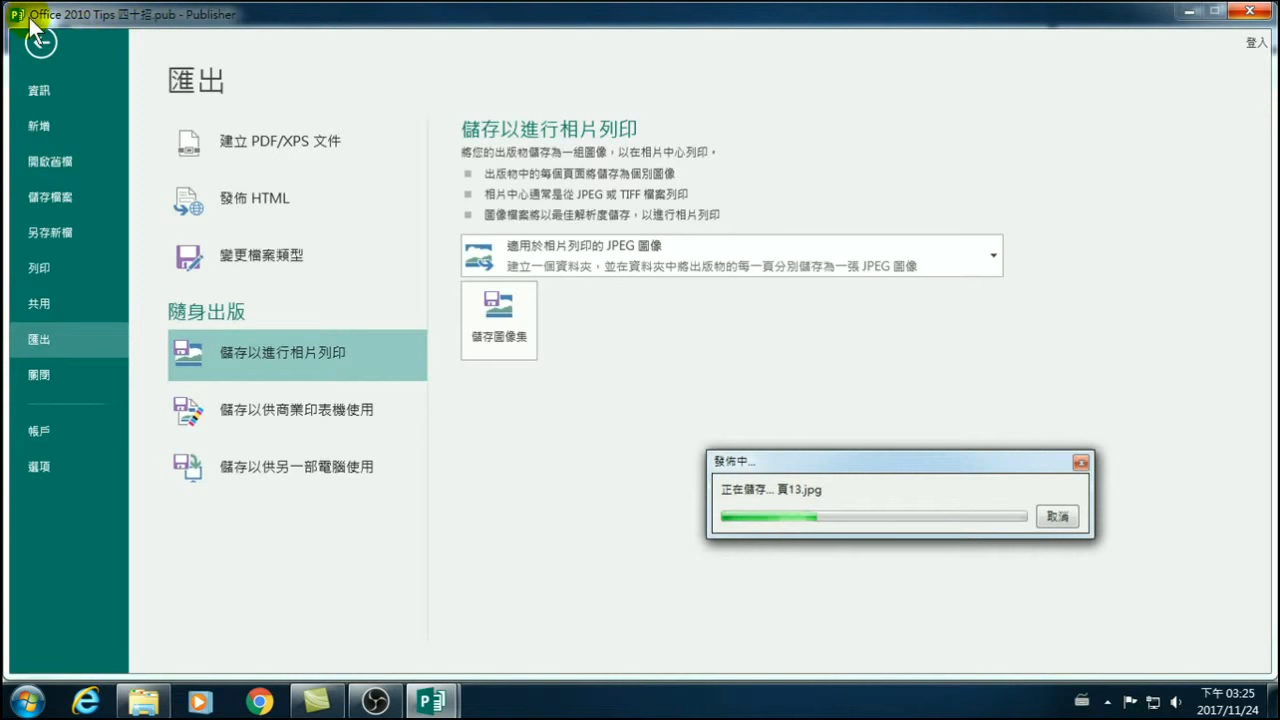 Office 2010 Tips 四十招.pub - Publisher
登入
資訊
新增
開啟舊檔
儲存檔案
另存新檔
列印
共用
匯出
關閉
帳戶
選項
匯出
建立 PDF/XPS 文件
發佈 HTML
變更檔案類型
隨身出版
儲存以進行相片列印
儲存以供商業印表機使用
儲存以供另一部電腦使用
儲存以進行相片列印
將您的出版物儲存為一組圖像，以在相片中心列印。
出版物中的每個頁面將儲存為個別圖像
相片中心通常是從 JPEG 或 TIFF 檔案列印
圖像檔案將以最佳解析度儲存，以進行相片列印
適用於相片列印的 JPEG 圖像
建立一個資料夾，並在資料夾中將出版物的每一頁分別儲存為一張 JPEG 圖像
儲存圖像集
發佈中...
正在儲存... 頁13.jpg
取消
下午 03:25
2017/11/24